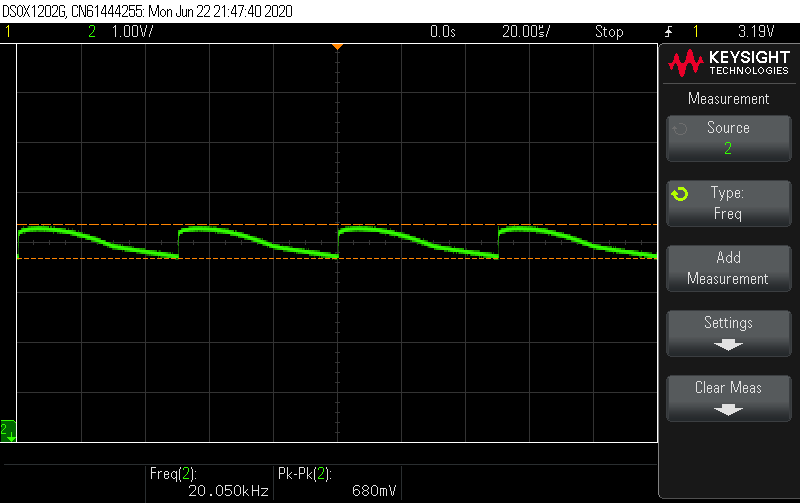 DSOX1202G, CN61444255: Mon Jun 22 21:47:40 2020
1 2 1.00V/ 0.0s 20.00us/ Stop 1 3.19V
KEYSIGHT
TECHNOLOGIES
Measurement
Source
2
Type:
Freq
Add
Measurement
Settings
Clear Meas
2
Freq(2): Pk-Pk(2):
20.050kHz 680mV